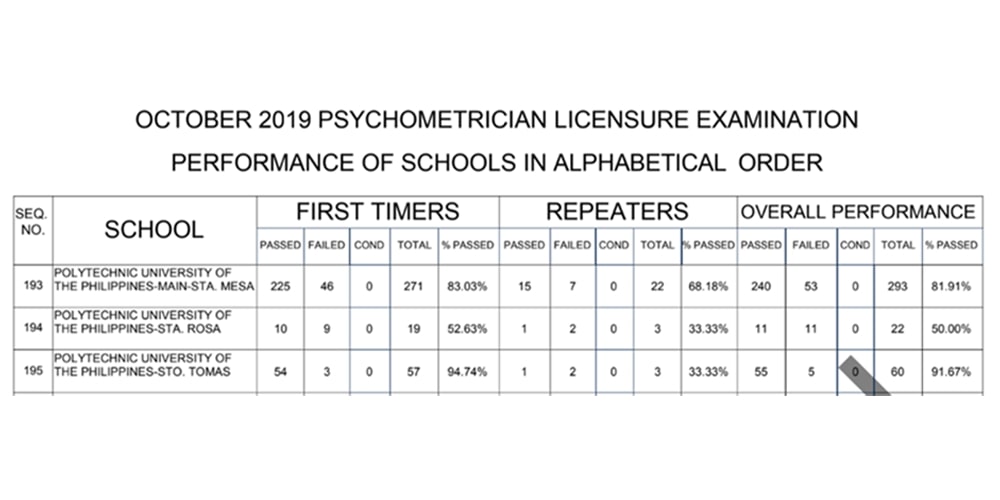 OCTOBER 2019 PSYCHOMETRICIAN LICENSURE EXAMINATION
PERFORMANCE OF SCHOOLS IN ALPHABETICAL ORDER
SEQ. NO. SCHOOL FIRST TIMERS REPEATERS OVERALL PERFORMANCE
PASSED FAILED COND TOTAL % PASSED PASSED FAILED COND TOTAL % PASSED PASSED FAILED COND TOTAL % PASSED
193 POLYTECHNIC UNIVERSITY OF
THE PHILIPPINES-MAIN-STA. MESA 225 46 0 271 83.03% 15 7 0 22 68.18% 240 53 0 293 81.91%
194 POLYTECHNIC UNIVERSITY OF
THE PHILIPPINES-STA. ROSA 10 9 0 19 52.63% 1 2 0 3 33.33% 11 11 0 22 50.00%
195 POLYTECHNIC UNIVERSITY OF
THE PHILIPPINES-STO. TOMAS 54 3 0 57 94.74% 1 2 0 3 33.33% 55 5 0 60 91.67%